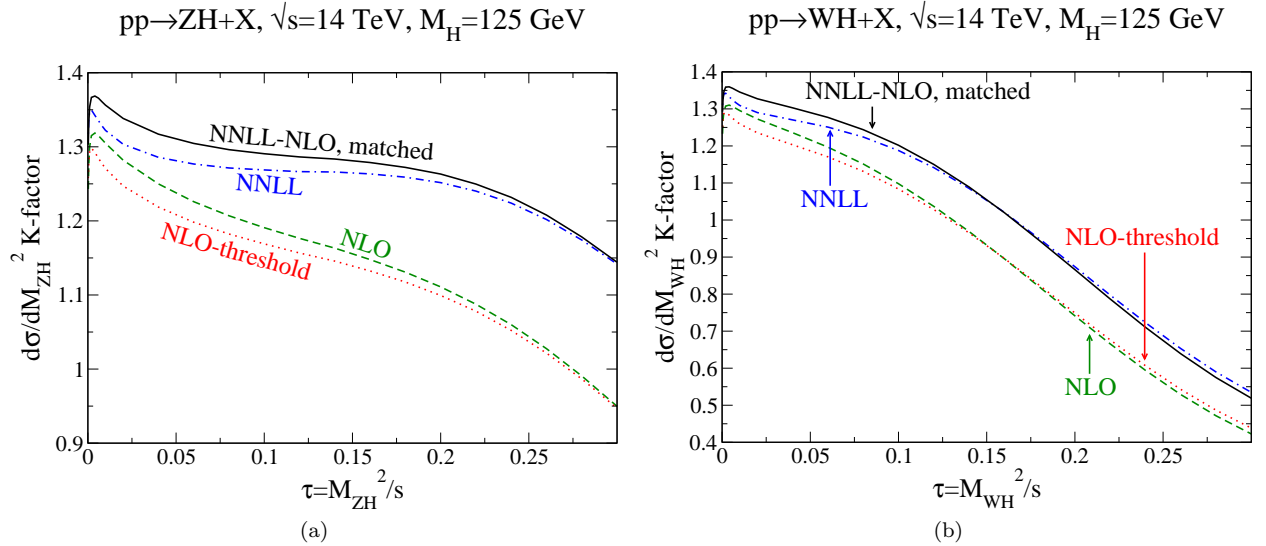 pp→ZH+X, √s=14 TeV, M_H=125 GeV
1.4
1.3
1.2
1.1
1
0.9
dσ/dM_ZH^2 K-factor
NNLL-NLO, matched
NNLL
NLO
NLO-threshold
0 0.05 0.1 0.15 0.2 0.25
τ=M_ZH^2/s
(a)
pp→WH+X, √s=14 TeV, M_H=125 GeV
1.4
1.3
1.2
1.1
1
0.9
0.8
0.7
0.6
0.5
0.4
dσ/dM_WH^2 K-factor
NNLL-NLO, matched
NNLL
NLO-threshold
NLO
0 0.05 0.1 0.15 0.2 0.25
τ=M_WH^2/s
(b)